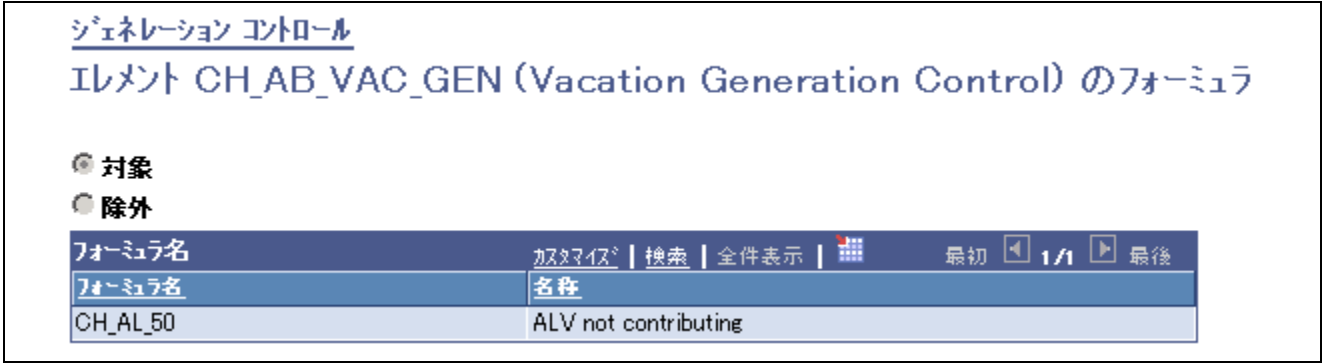 ｼﾞｪﾈﾚｰｼｮﾝ ｺﾝﾄﾛｰﾙ
ｴﾚﾒﾝﾄ CH_AB_VAC_GEN (Vacation Generation Control) のﾌｫｰﾐｭﾗ
対象
除外
ﾌｫｰﾐｭﾗ名 ｶｽﾀﾏｲｽﾞ | 検索 | 全件表示 | 最初 1/1 最後
ﾌｫｰﾐｭﾗ名 名称
CH_AL_50 ALV not contributing